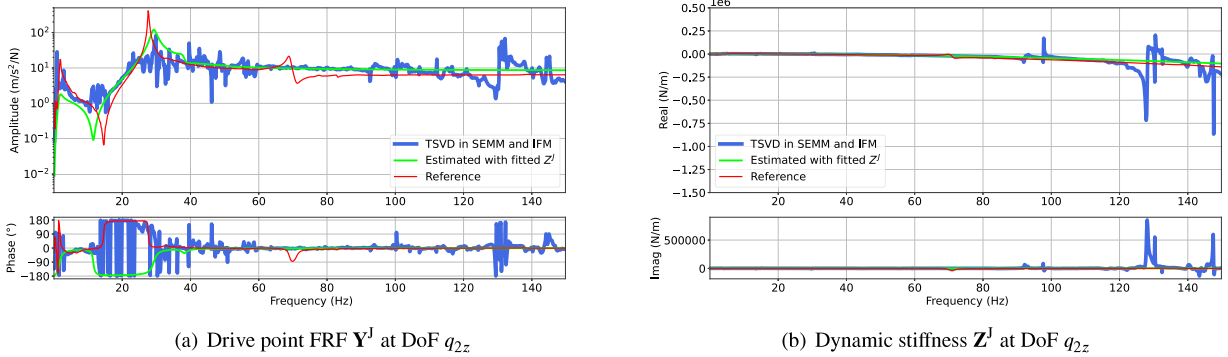 10²
10¹
10⁰
10⁻¹
10⁻²
Amplitude (m/s²/N)
TSVD in SEMM and IFM
Estimated with fitted Zᴶ
Reference
180
90
0
−90
−180
Phase (°)
20 40 60 80 100 120 140
Frequency (Hz)
(a) Drive point FRF Yᴶ at DoF q₂z
1e6
0.50
0.25
0.00
−0.25
−0.50
−0.75
−1.00
−1.25
−1.50
Real (N/m)
TSVD in SEMM and IFM
Estimated with fitted Zᴶ
Reference
500000
0
Imag (N/m)
20 40 60 80 100 120 140
Frequency (Hz)
(b) Dynamic stiffness Zᴶ at DoF q₂z